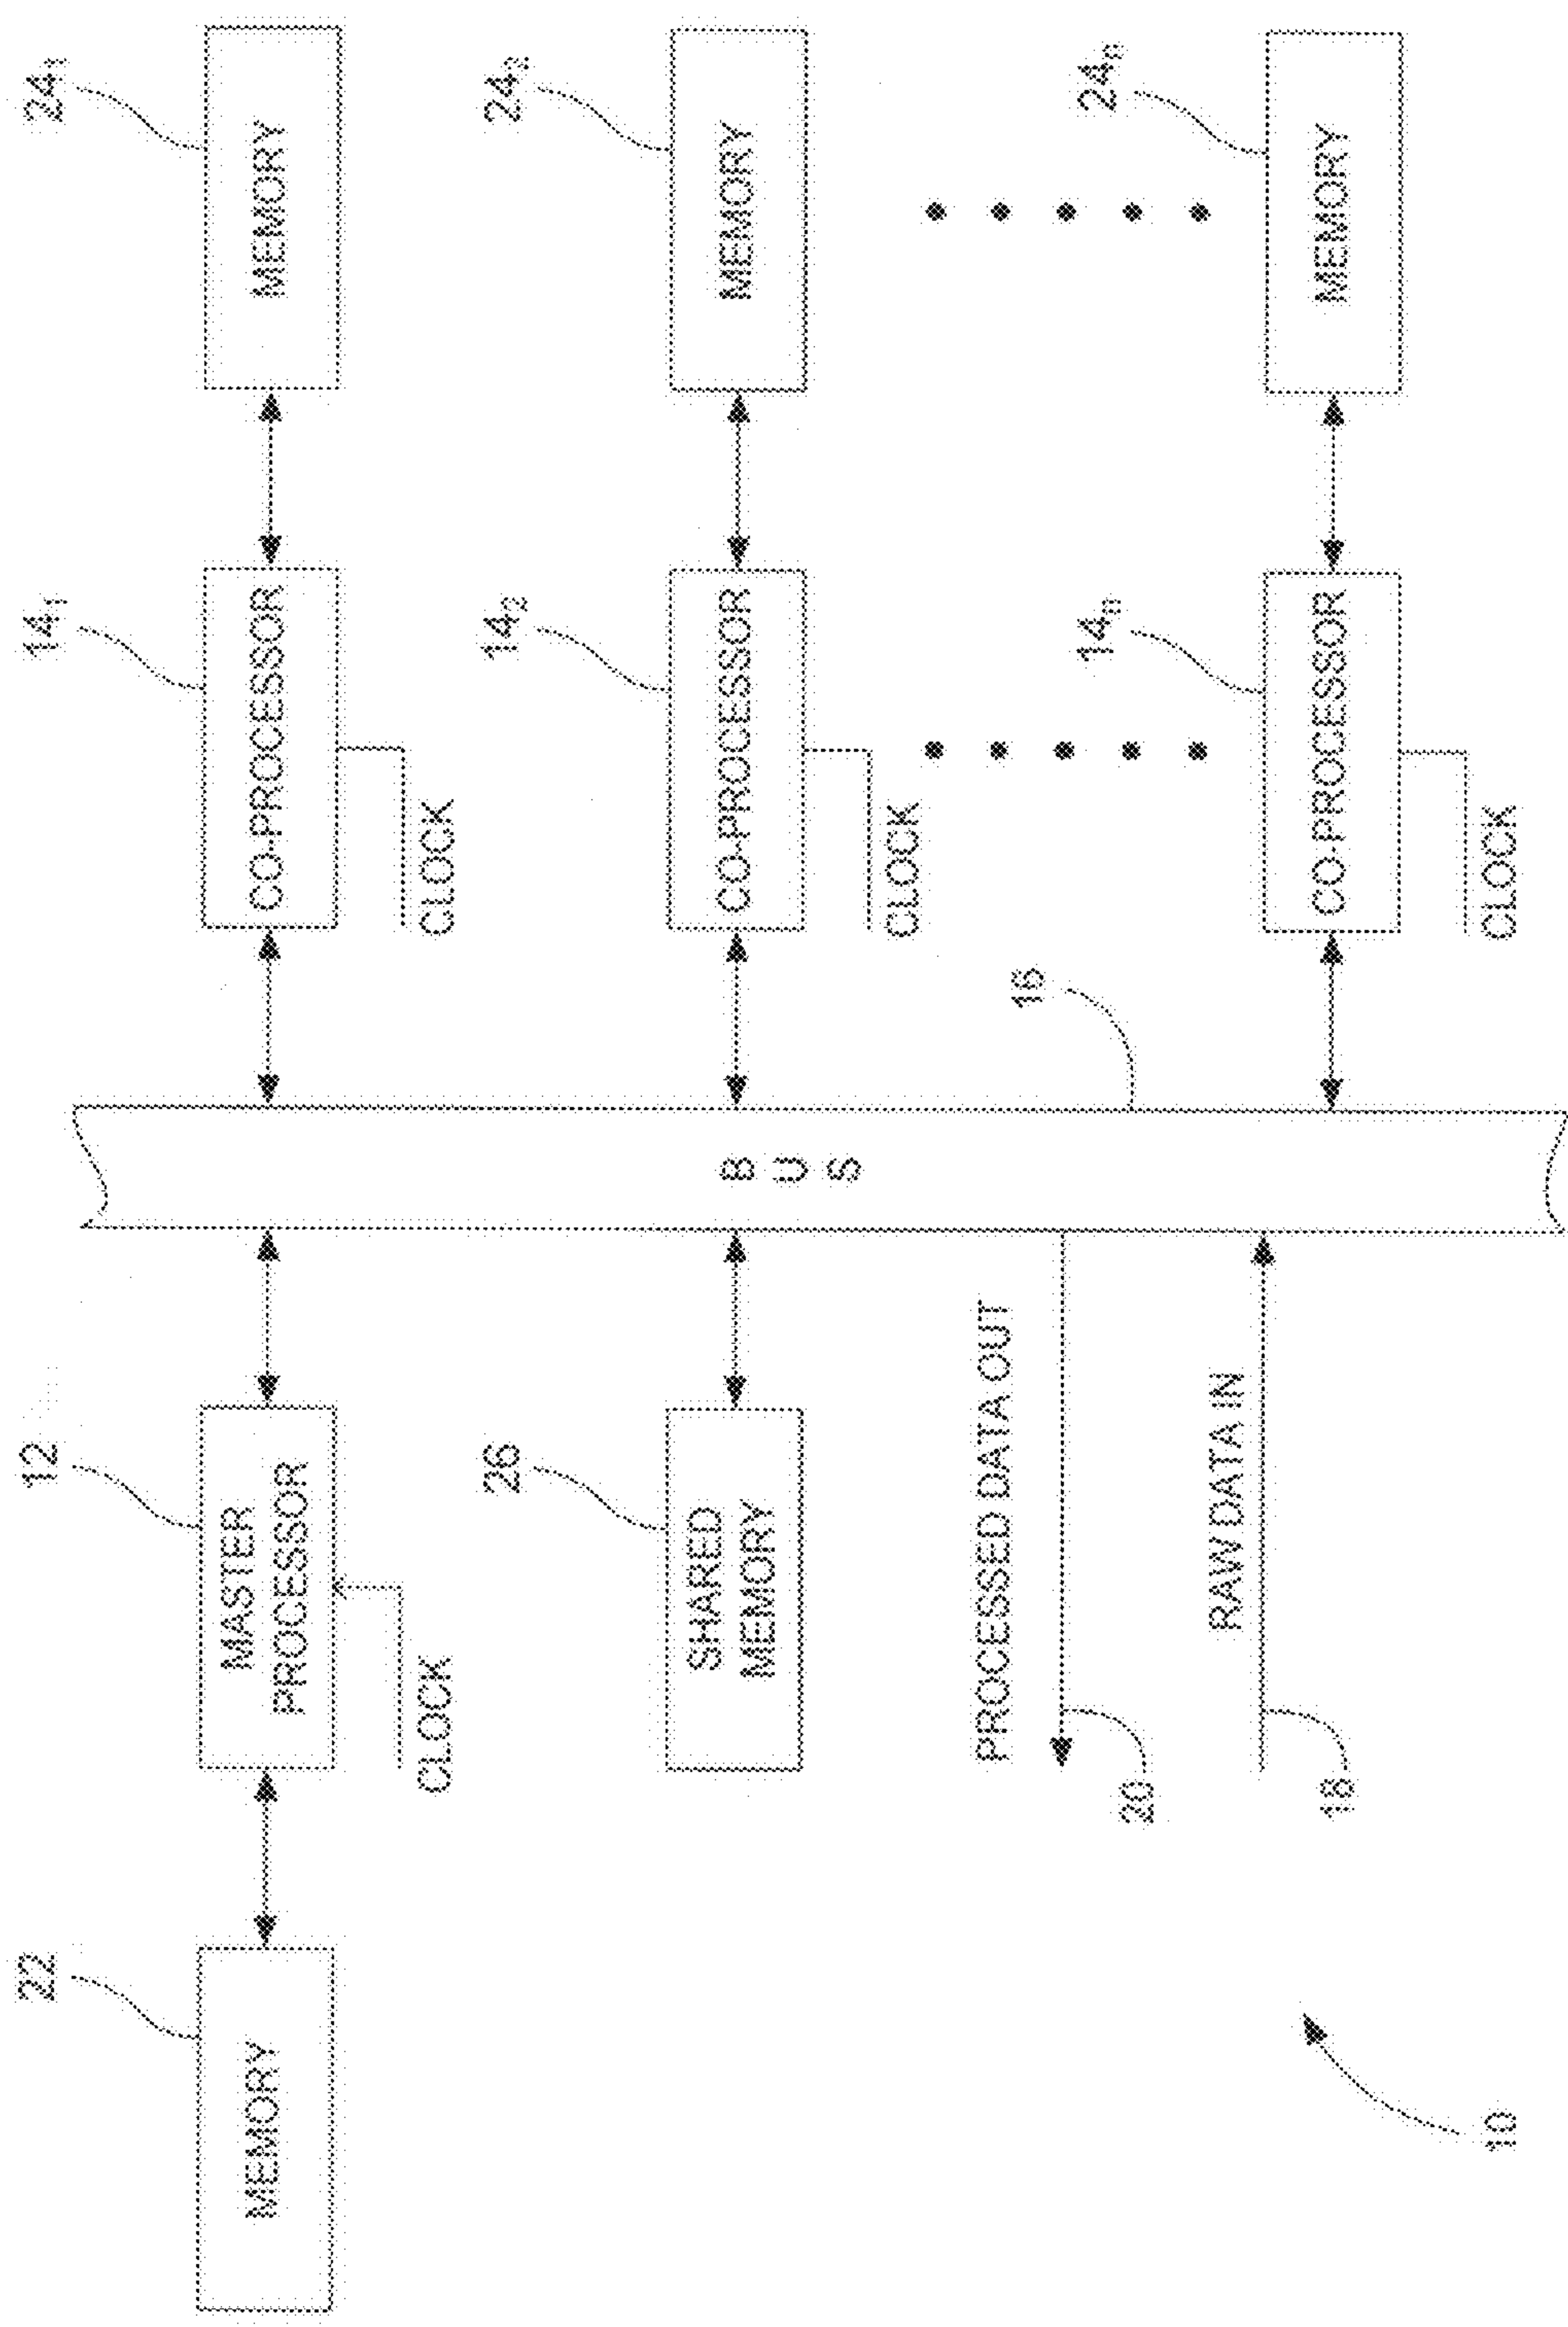 22
MEMORY
12
MASTER
PROCESSOR
CLOCK
14₁
CO-PROCESSOR
CLOCK
24₁
MEMORY
26
SHARED
MEMORY
B
U
S
14₂
CO-PROCESSOR
CLOCK
24₂
MEMORY
PROCESSED DATA OUT
20
16
RAW DATA IN
18
14ₙ
CO-PROCESSOR
CLOCK
24ₙ
MEMORY
10